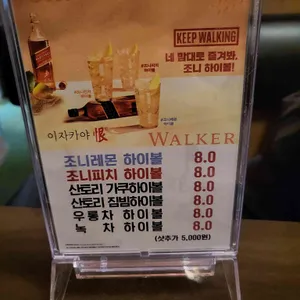 KEEP WALKING
네 맘대로 즐겨봐,
조니 하이볼!
이자카야 恨
WALKER
조니레몬 하이볼 8.0
조니피치 하이볼 8.0
산토리 가쿠하이볼 8.0
산토리 짐빔하이볼 8.0
우롱차 하이볼 8.0
녹차 하이볼 8.0
(샷추가 5,000원)